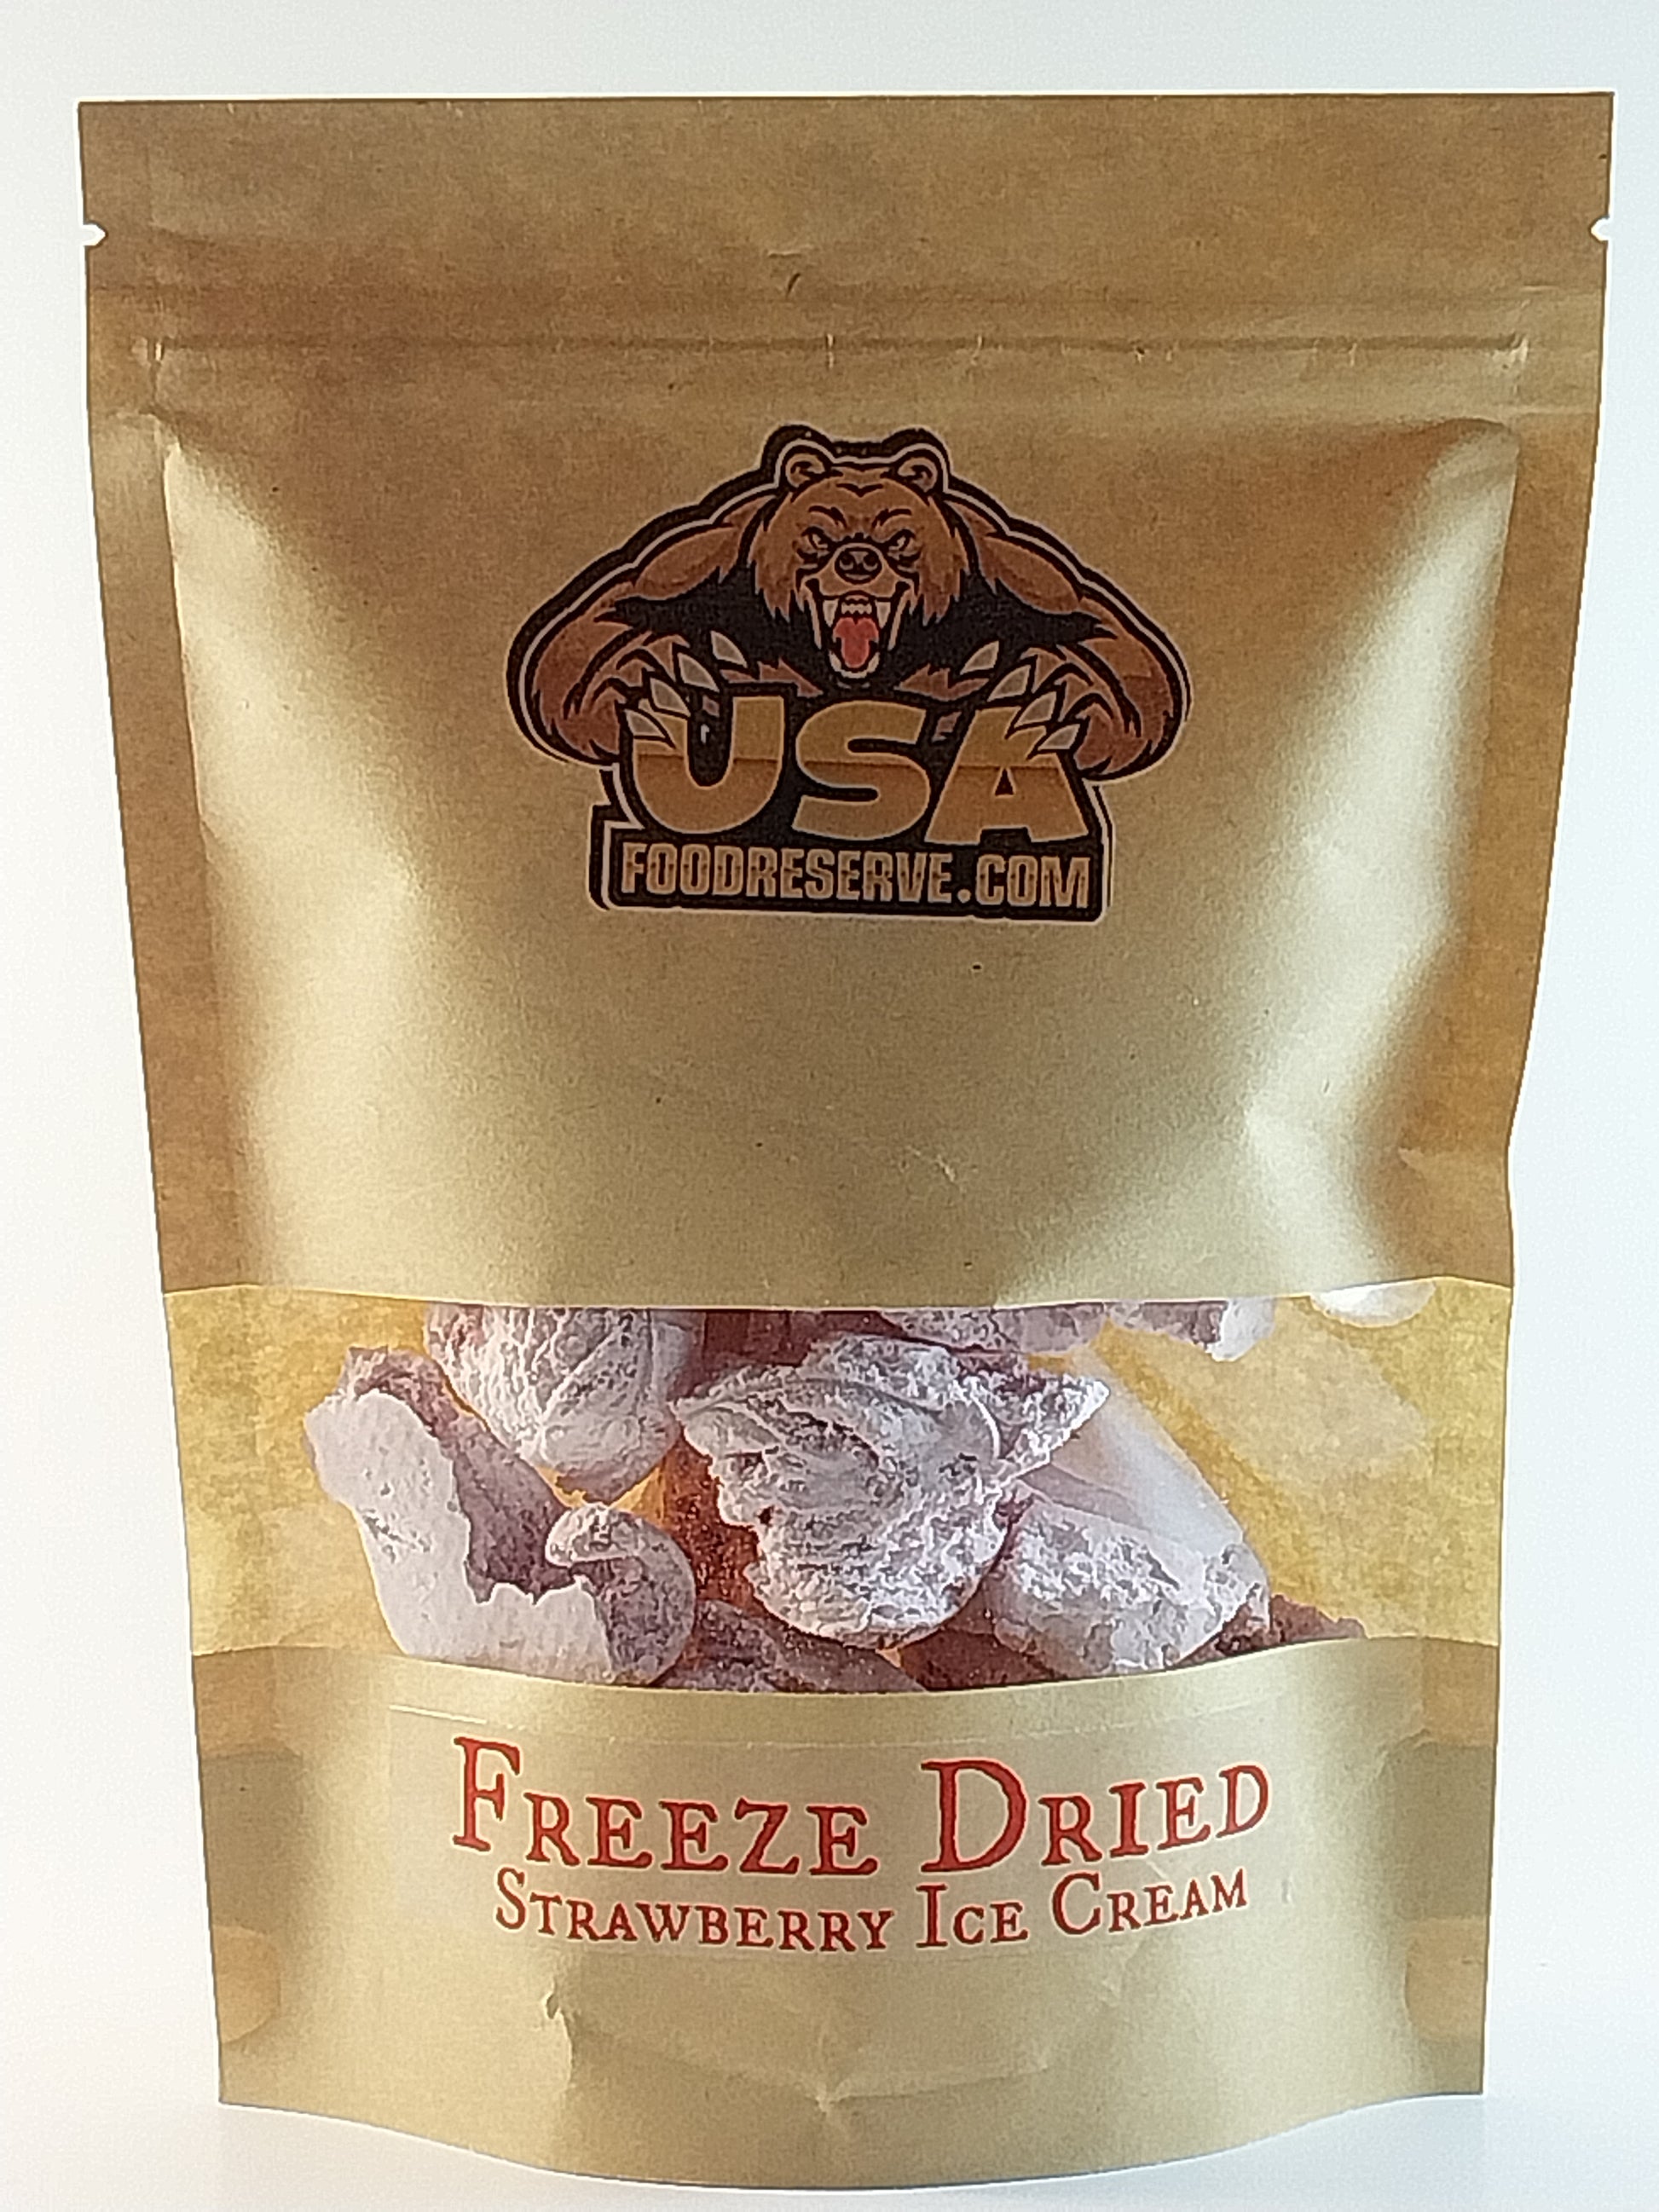 USA
FOODRESERVE.COM
FREEZE DRIED
STRAWBERRY ICE CREAM